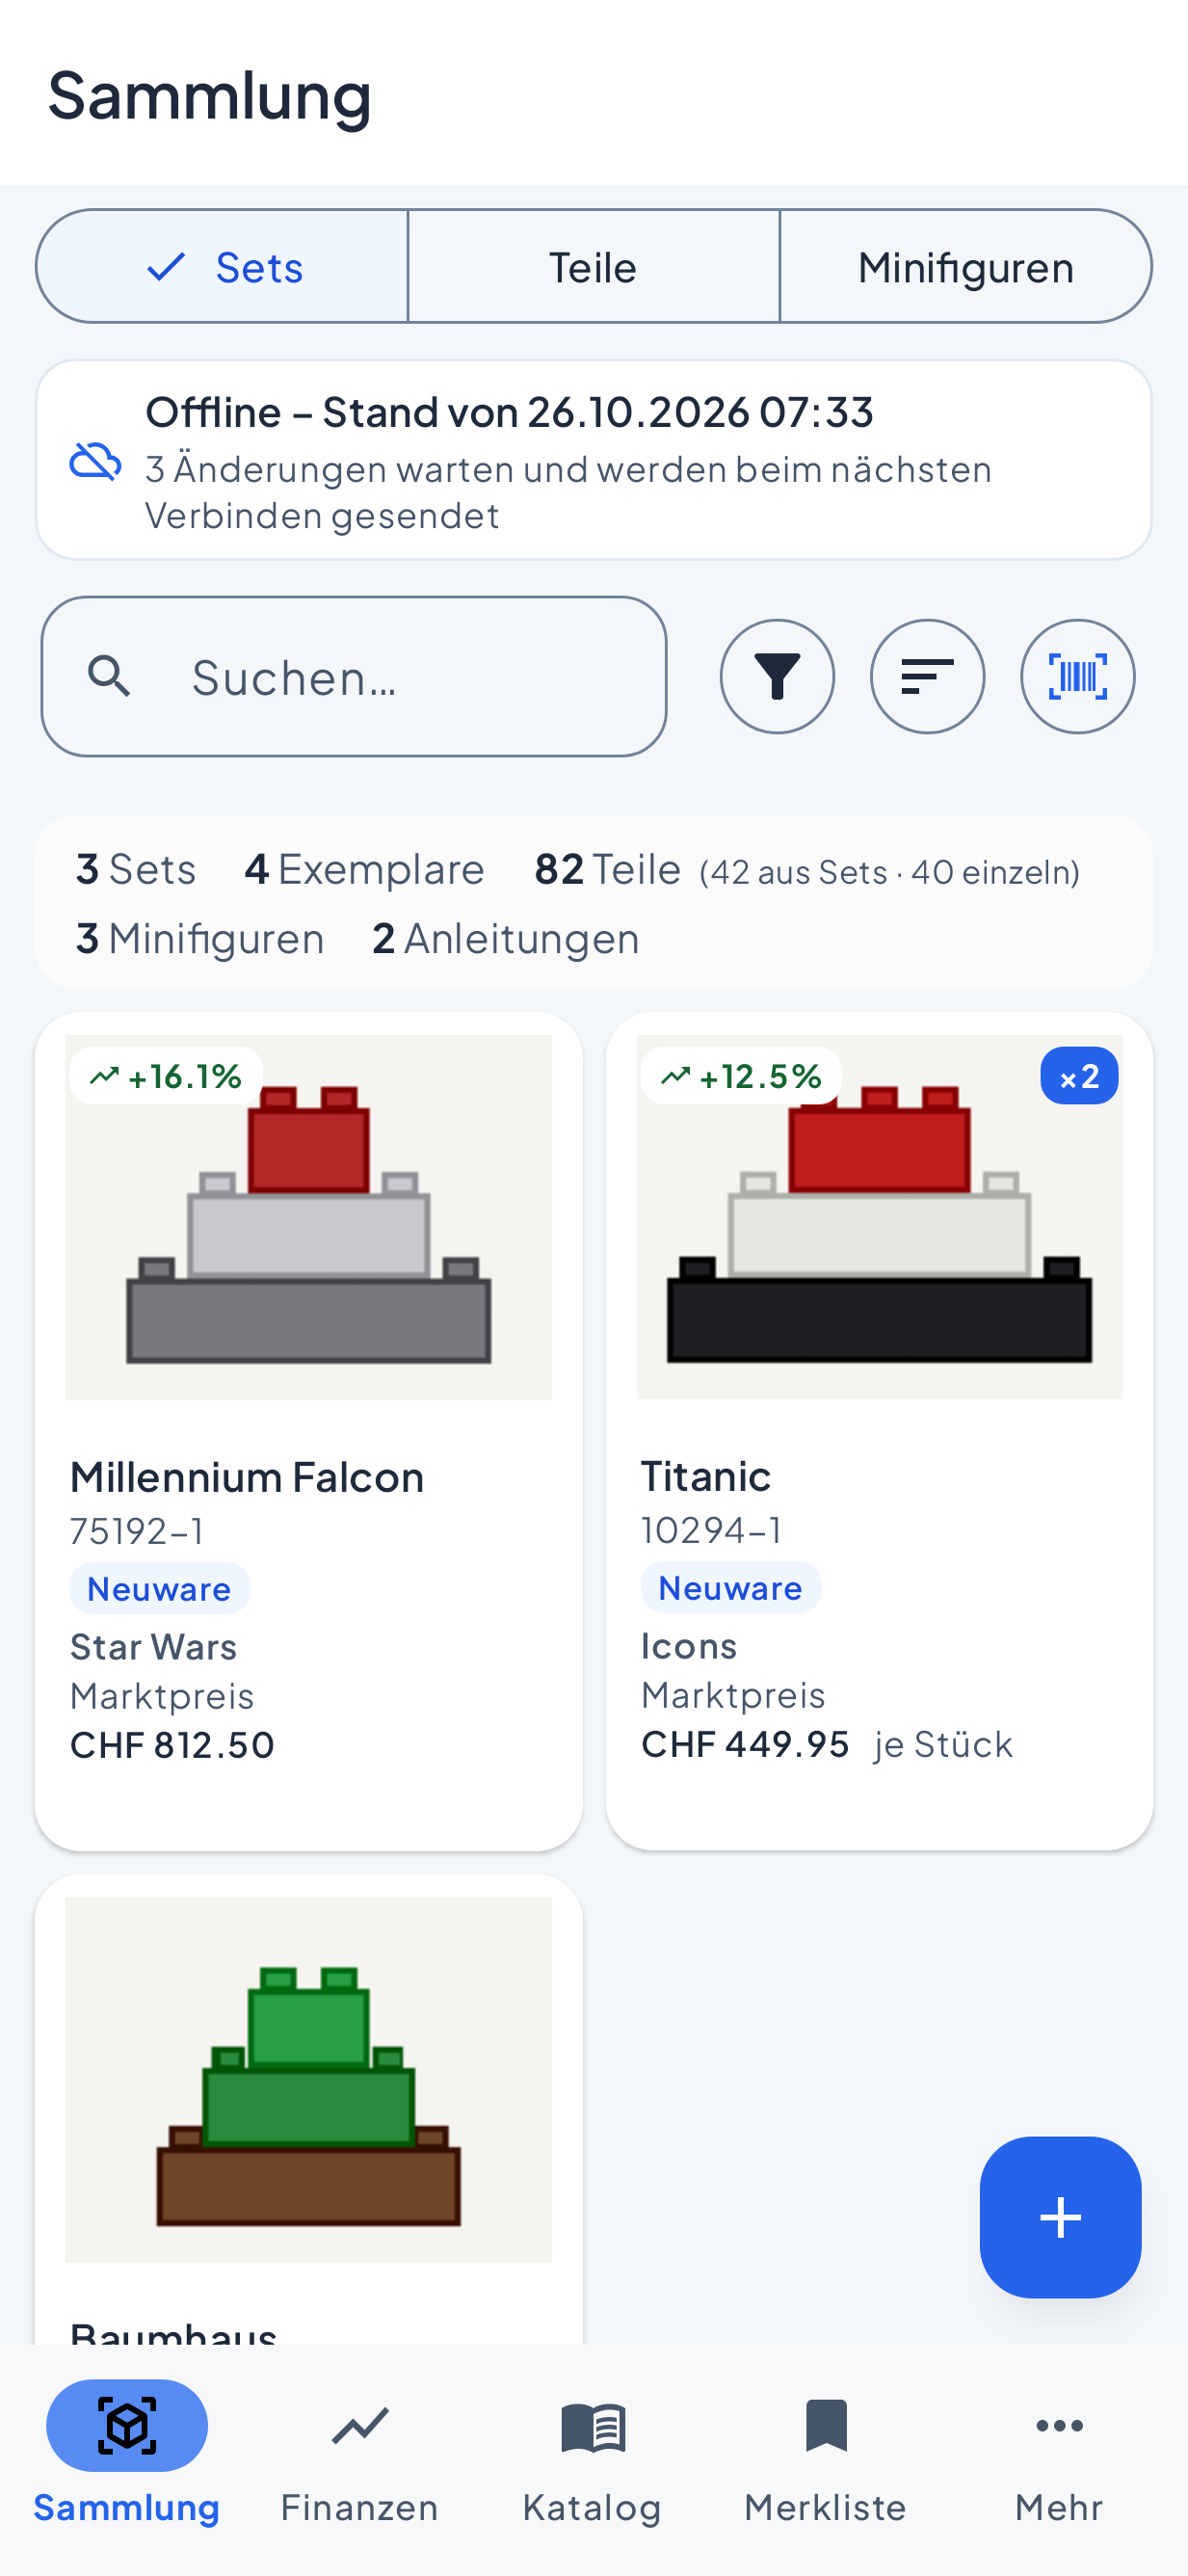 Sammlung
Sets
Teile
Minifiguren
Offline – Stand von 26.10.2026 07:33
3 Änderungen warten und werden beim nächsten
Verbinden gesendet
Suchen…
3 Sets 4 Exemplare 82 Teile (42 aus Sets · 40 einzeln)
3 Minifiguren 2 Anleitungen
+16.1%
Millennium Falcon
75192-1
Neuware
Star Wars
Marktpreis
CHF 812.50
+12.5%
×2
Titanic
10294-1
Neuware
Icons
Marktpreis
CHF 449.95 je Stück
Baumhaus
Sammlung
Finanzen
Katalog
Merkliste
Mehr